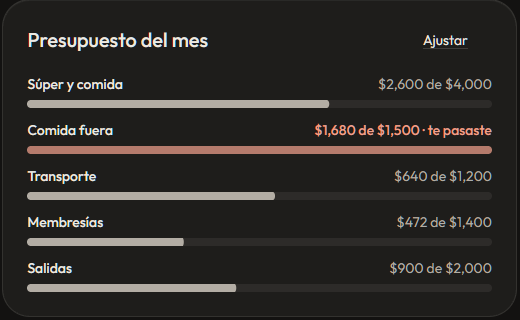 Presupuesto del mes
Ajustar
Súper y comida
$2,600 de $4,000
Comida fuera
$1,680 de $1,500 · te pasaste
Transporte
$640 de $1,200
Membresías
$472 de $1,400
Salidas
$900 de $2,000